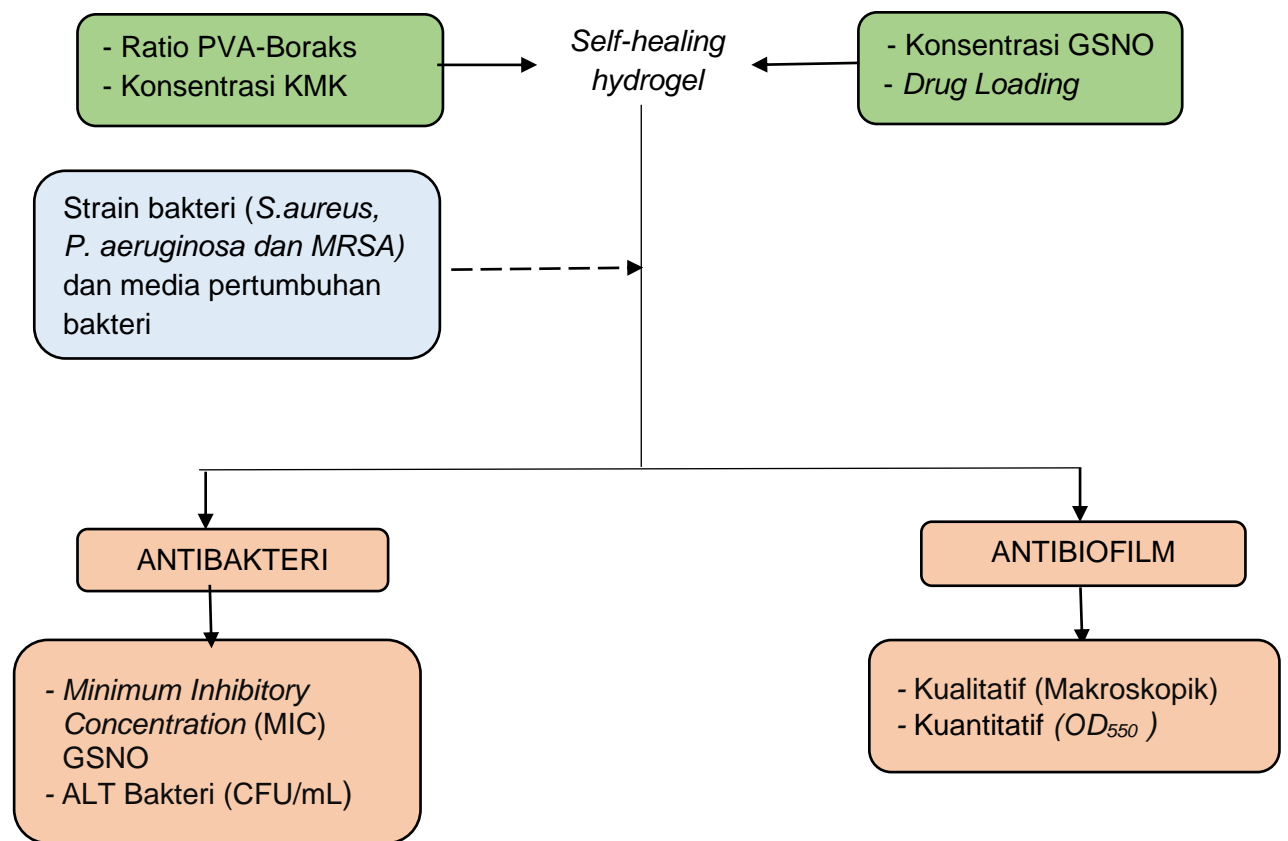 - Ratio PVA-Boraks
- Konsentrasi KMK
Self-healing
hydrogel
- Konsentrasi GSNO
- Drug Loading
Strain bakteri (S.aureus,
P. aeruginosa dan MRSA)
dan media pertumbuhan
bakteri
ANTIBAKTERI
ANTIBIOFILM
- Minimum Inhibitory
Concentration (MIC)
GSNO
- ALT Bakteri (CFU/mL)
- Kualitatif (Makroskopik)
- Kuantitatif (OD550 )